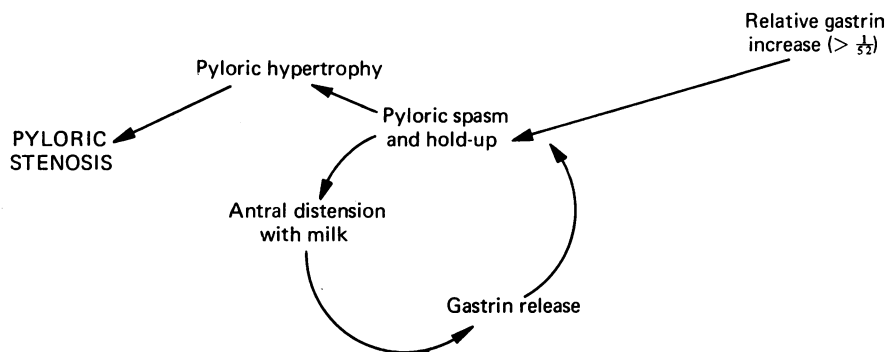 Relative gastrin
increase (> 1/52)
Pyloric hypertrophy
Pyloric spasm
and hold-up
PYLORIC
STENOSIS
Antral distension
with milk
Gastrin release